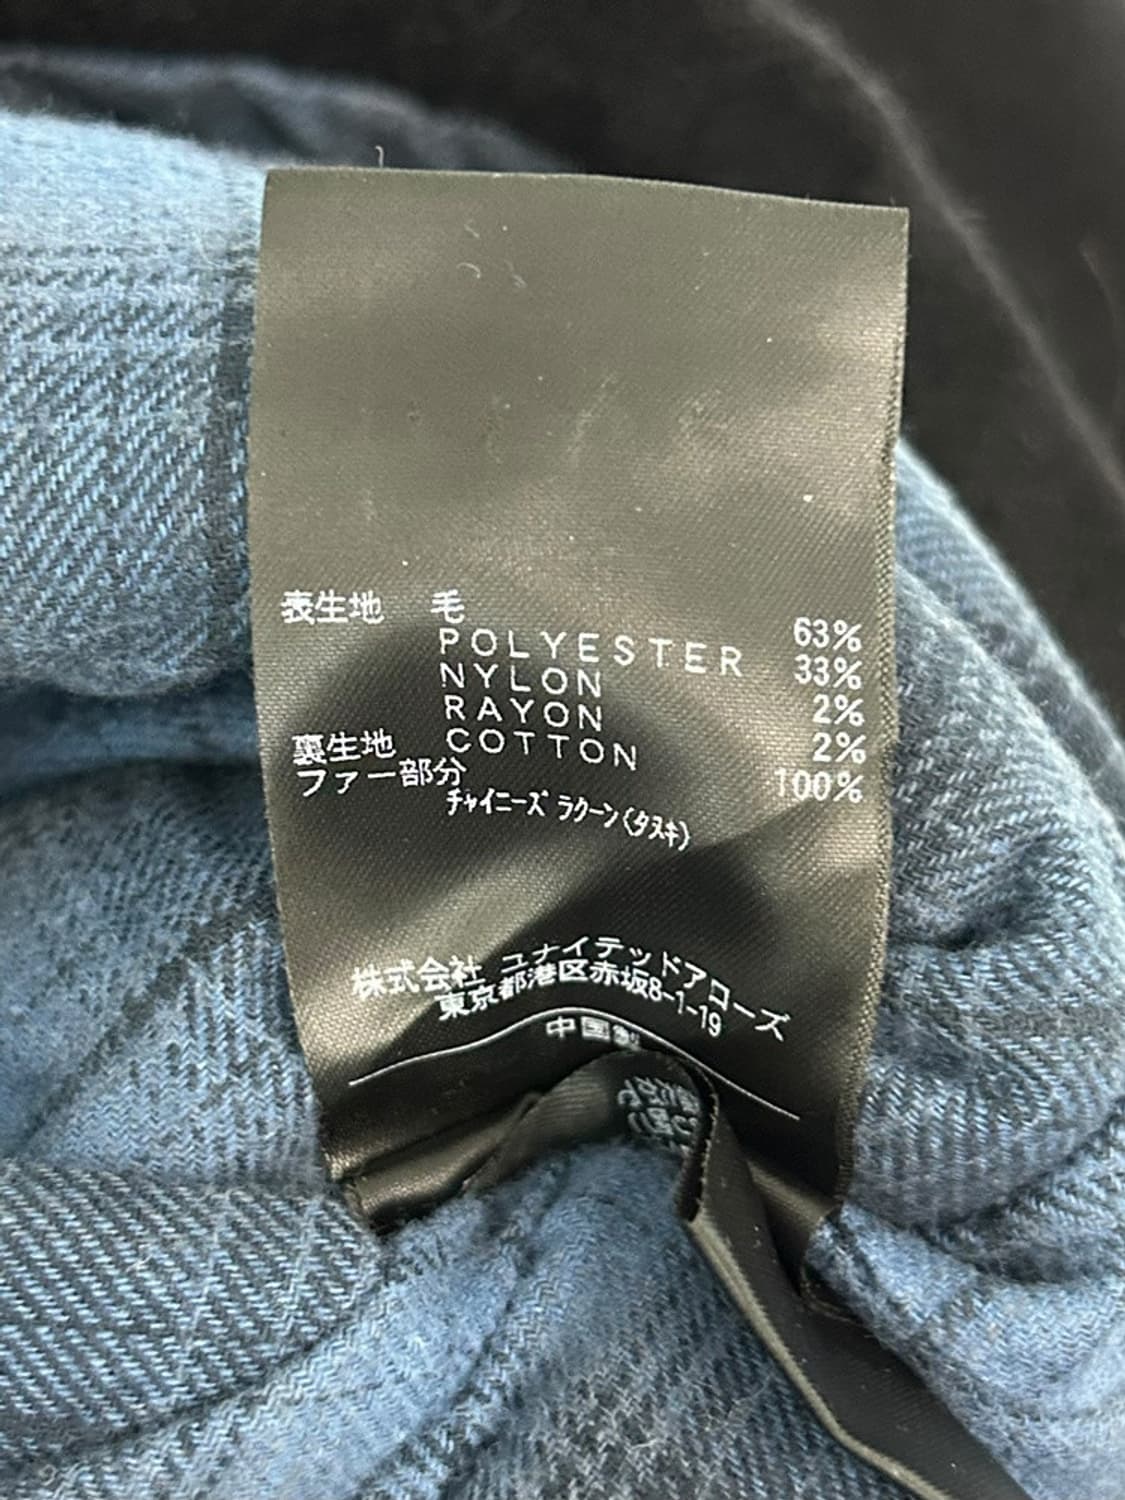 表生地 毛 63%
POLYESTER 33%
NYLON 2%
RAYON 2%
裏生地 COTTON 100%
ファー部分
チャイニーズ ラクーン(タヌキ)
株式会社 ユナイテッドアローズ
東京都港区赤坂8-1-19
中国製